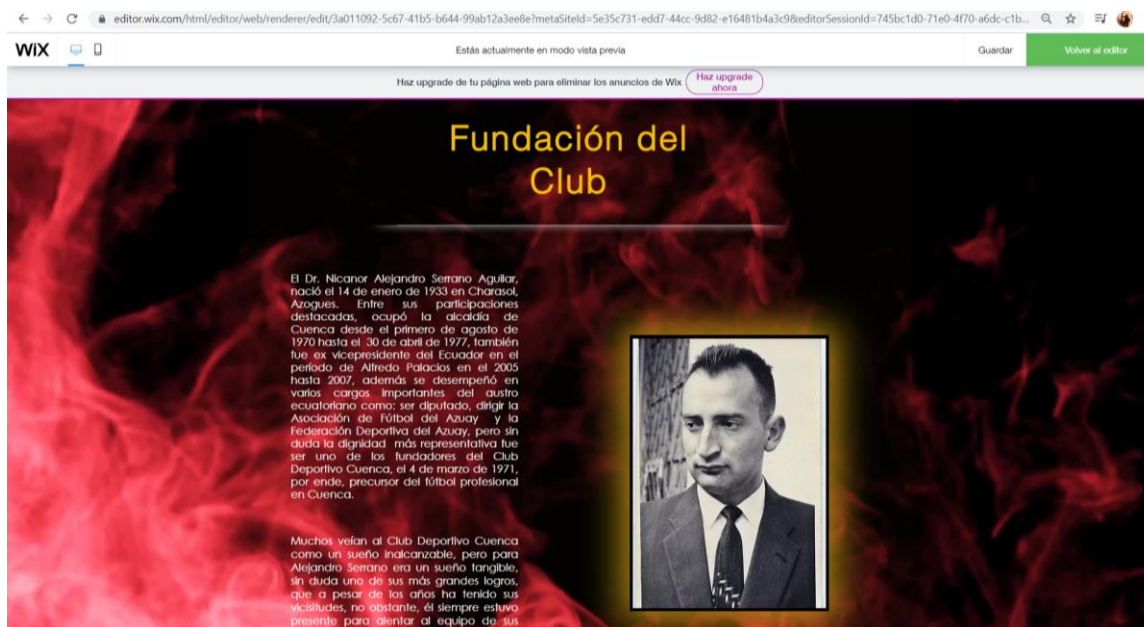 editor.wix.com/html/editor/web/renderer/edit/3a011092-5c67-41b5-b644-99ab12a3ee8e?metaSiteId=5e35c731-edd7-44cc-9d82-e16481b4a3c9&editorSessionId=745bc1d0-71e0-4f70-a6dc-c1b...
WiX
Estás actualmente en modo vista previa
Guardar
Volver al editor
Haz upgrade de tu página web para eliminar los anuncios de Wix
Haz upgrade
ahora
Fundación del
Club
El Dr. Nicanor Alejandro Serrano Aguilar,
nació el 14 de enero de 1933 en Charasol,
Azogues. Entre sus participaciones
destacadas, ocupó la alcaldía de
Cuenca desde el primero de agosto de
1970 hasta el 30 de abril de 1977, también
fue ex vicepresidente del Ecuador en el
período de Alfredo Palacios en el 2005
hasta 2007, además se desempeñó en
varios cargos importantes del austro
ecuatoriano como: ser diputado, dirigir la
Asociación de Fútbol del Azuay y la
Federación Deportiva del Azuay, pero sin
duda la dignidad más representativa fue
ser uno de los fundadores del Club
Deportivo Cuenca, el 4 de marzo de 1971,
por ende, precursor del fútbol profesional
en Cuenca.
Muchos veían al Club Deportivo Cuenca
como un sueño inalcanzable, pero para
Alejandro Serrano era un sueño tangible,
sin duda uno de sus más grandes logros,
que a pesar de los años ha tenido sus
vicisitudes, no obstante, él siempre estuvo
presente para alentar al equipo de sus